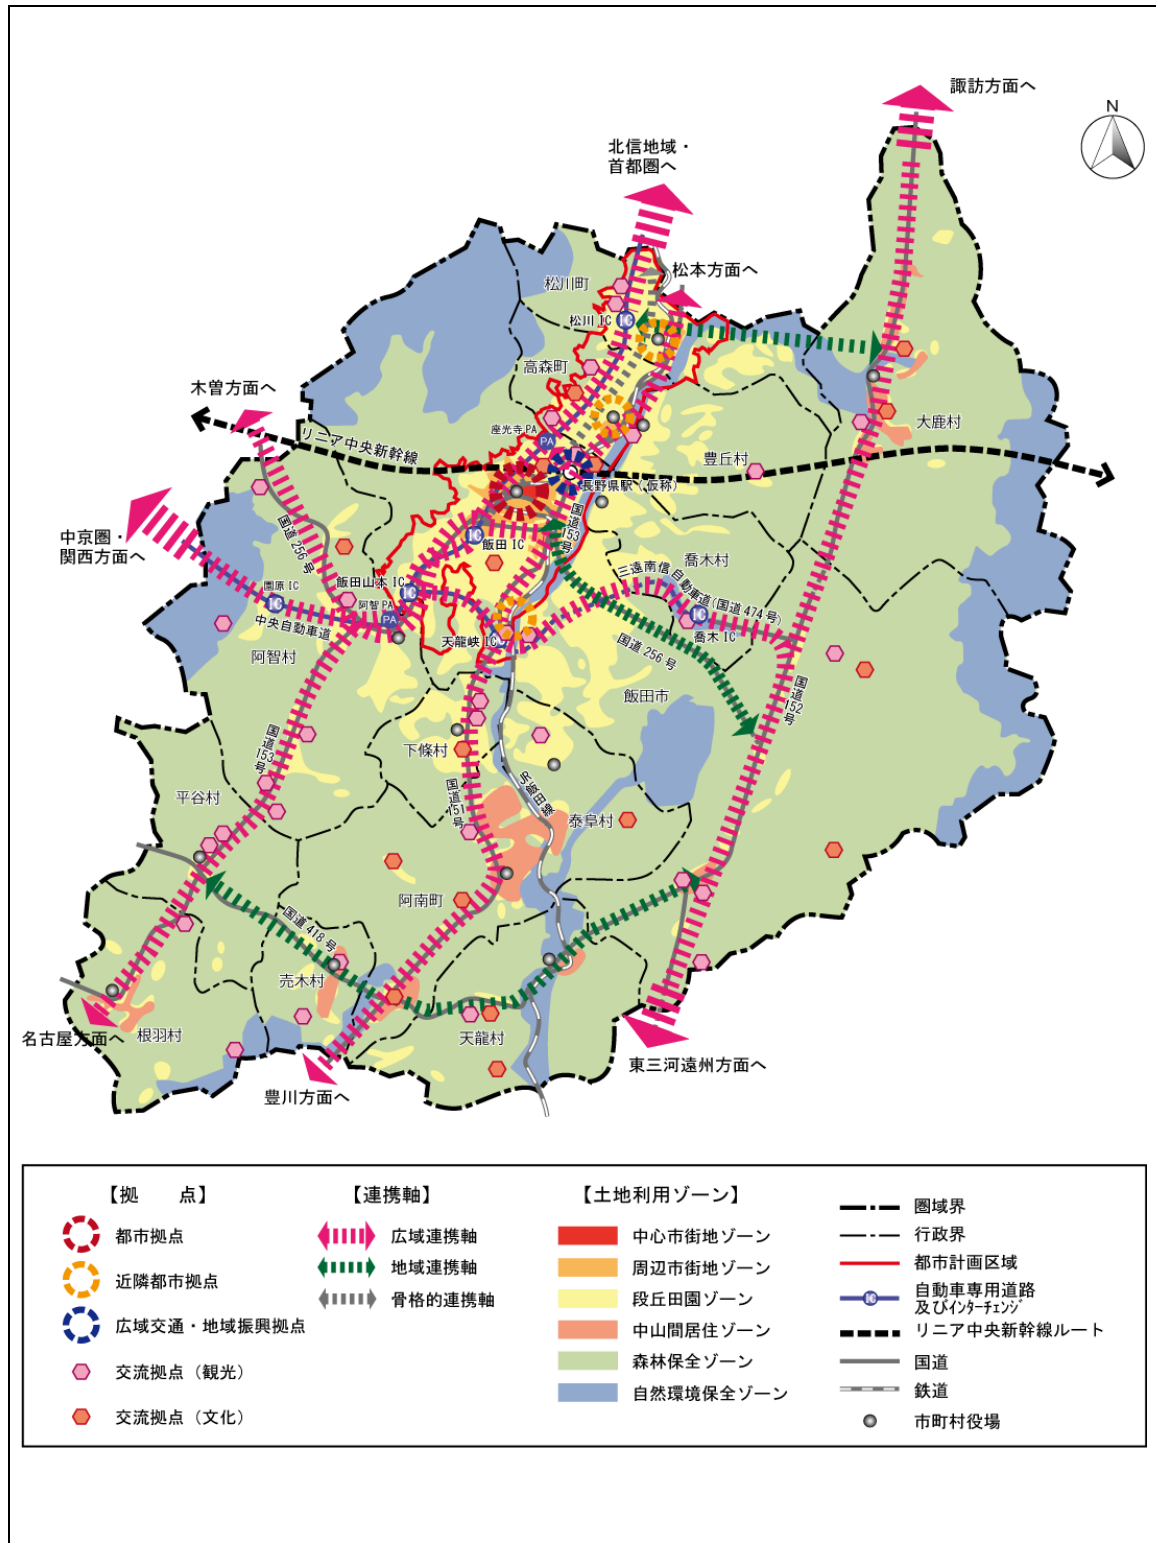 諏訪方面へ
N
北信地域・
首都圏へ
松本方面へ
松川町
松川 IC
IC
高森町
木曽方面へ
座光寺 PA
PA
大鹿村
リニア中央新幹線
豊丘村
長野県駅（仮称）
中京圏・
関西方面へ
国道 256 号
国道153号
飯田 IC
IC
喬木村
三遠南信自動車道(国道 474 号)
飯田山本 IC
IC
園原 IC
IC
阿智 PA
PA
中央自動車道
IC
喬木 IC
天龍峡 IC
阿智村
国道 256 号
飯田市
国道152号
国道153号
下條村
JR飯田線
平谷村
国道151号
泰阜村
阿南町
国道 418 号
売木村
名古屋方面へ
根羽村
天龍村
東三河遠州方面へ
豊川方面へ
【拠　点】
都市拠点
近隣都市拠点
広域交通・地域振興拠点
交流拠点（観光）
交流拠点（文化）
【連携軸】
広域連携軸
地域連携軸
骨格的連携軸
【土地利用ゾーン】
中心市街地ゾーン
周辺市街地ゾーン
段丘田園ゾーン
中山間居住ゾーン
森林保全ゾーン
自然環境保全ゾーン
圏域界
行政界
都市計画区域
IC
自動車専用道路
及びインターチェンジ
リニア中央新幹線ルート
国道
鉄道
市町村役場